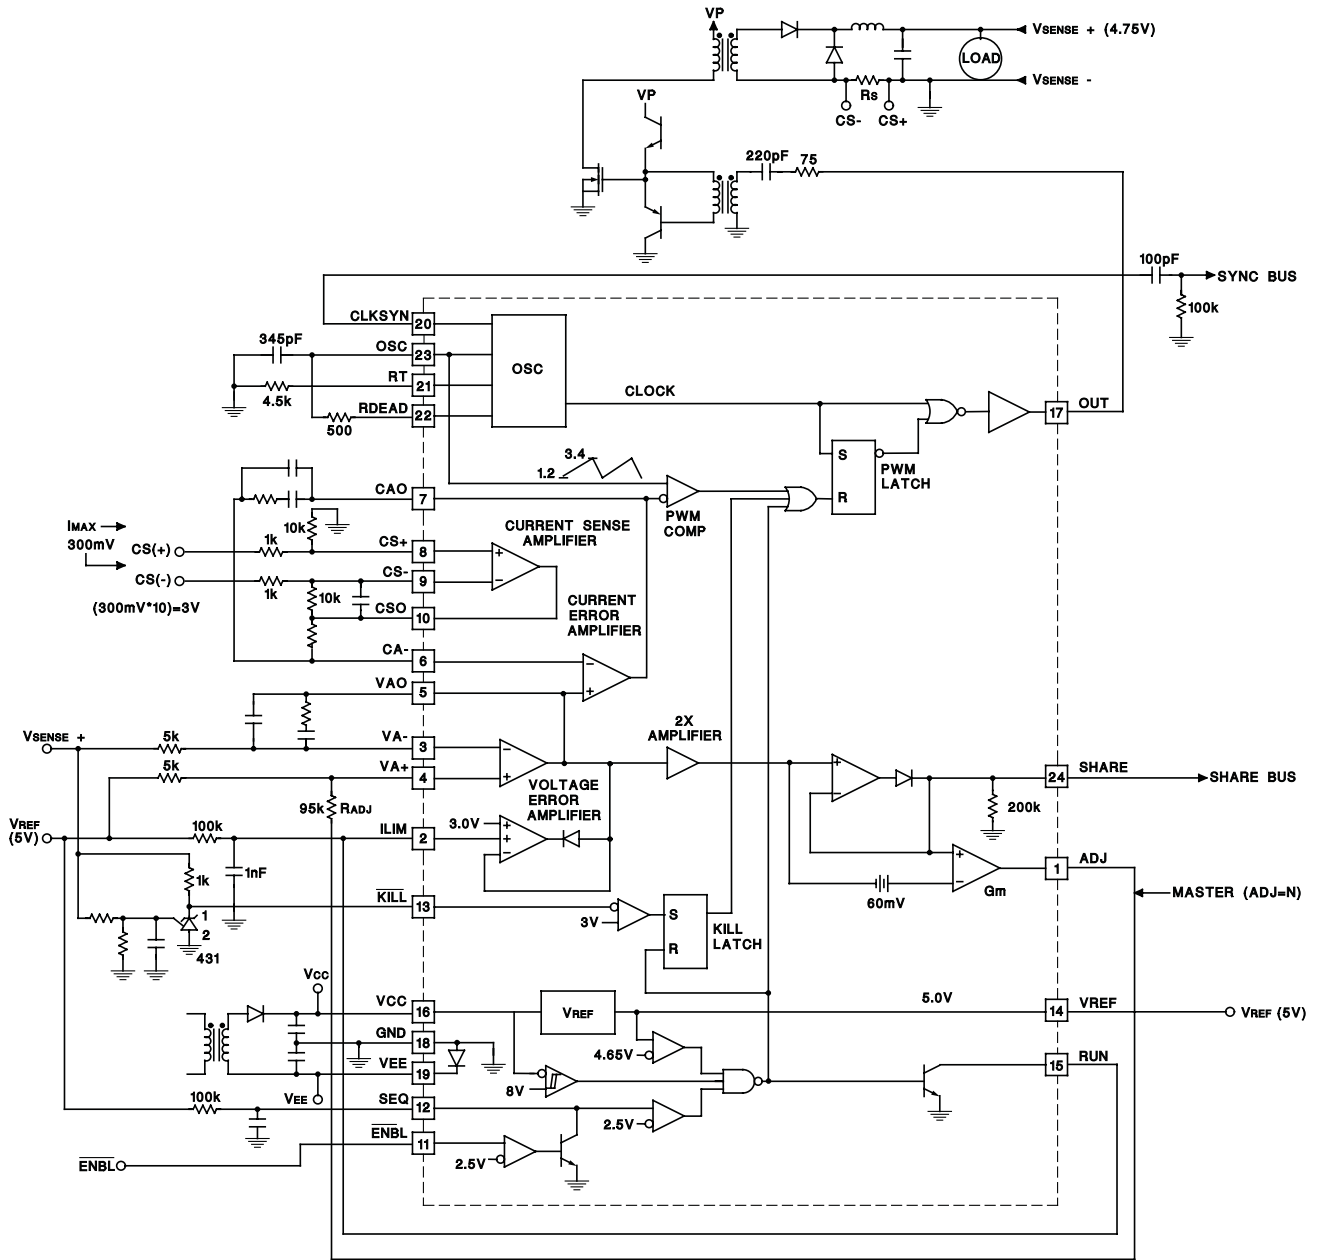 VP
VSENSE + (4.75V)
LOAD
VSENSE -
Rs
CS-
CS+
VP
220pF
75
100pF
SYNC BUS
100k
CLKSYN
20
345pF
OSC
23
OSC
RT
21
4.5k
RDEAD
22
500
CLOCK
OUT
17
S
R
PWM
LATCH
3.4
1.2
PWM
COMP
CAO
7
IMAX
300mV
10k
CS(+)
1k
CS+
8
CURRENT SENSE
AMPLIFIER
CS(-)
1k
CS-
9
(300mV*10)=3V
10k
CSO
10
CURRENT
ERROR
AMPLIFIER
CA-
6
VAO
5
VSENSE +
5k
VA-
3
2X
AMPLIFIER
5k
VA+
4
VOLTAGE
ERROR
AMPLIFIER
SHARE
24
SHARE BUS
200k
95k RADJ
VREF
(5V)
100k
ILIM
2
3.0V
1k
1nF
ADJ
1
Gm
60mV
MASTER (ADJ=N)
KILL
13
3V
S
R
KILL
LATCH
1
2
431
VCC
VCC
16
VREF
5.0V
VREF
14
VREF (5V)
GND
18
4.65V
RUN
15
VEE
19
8V
VEE
100k
SEQ
12
2.5V
ENBL
11
ENBL
2.5V